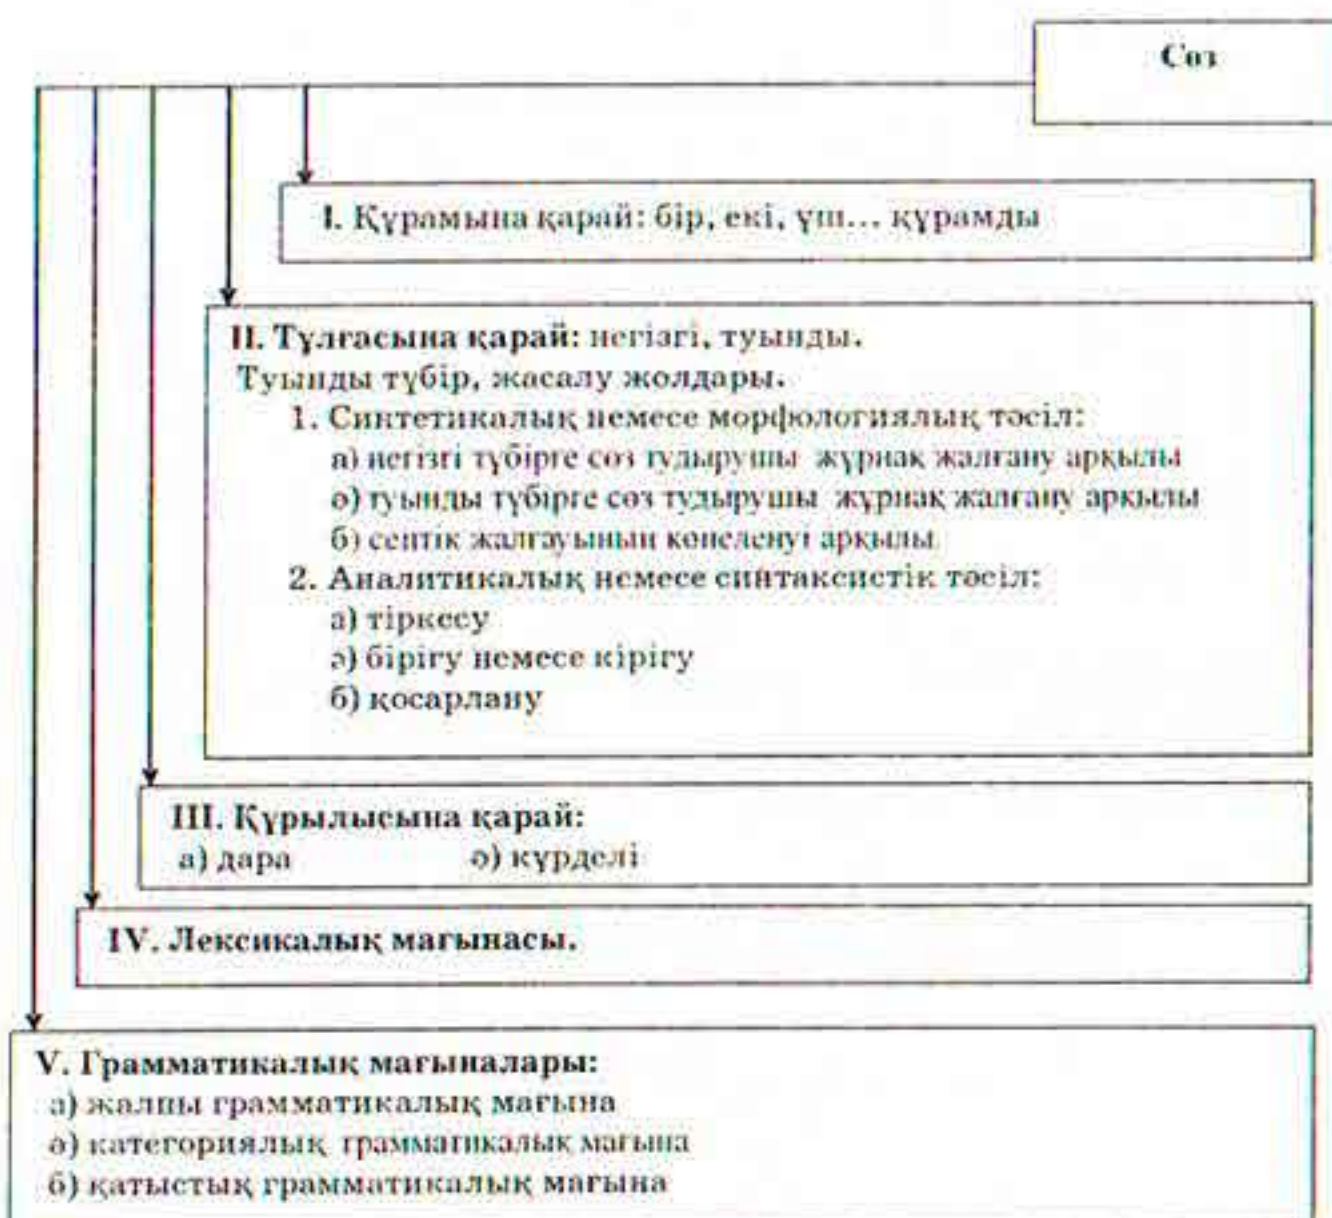 Сөз
I. Құрамына қарай: бір, екі, үш... құрамды
II. Тұлғасына қарай: негізгі, туынды.
Туынды түбір, жасалу жолдары.
1. Синтетикалық немесе морфологиялық тәсіл:
а) негізгі түбірге сөз тудырушы жұрнақ жалғану арқылы
ә) туынды түбірге сөз тудырушы жұрнақ жалғану арқылы
б) септік жалғауының көнеленуі арқылы
2. Аналитикалық немесе синтаксистік тәсіл:
а) тіркесу
ә) бірігу немесе кірігу
б) қосарлану
III. Құрылысына қарай:
а) дара ә) күрделі
IV. Лексикалық мағынасы.
V. Грамматикалық мағыналары:
а) жалпы грамматикалық мағына
ә) категориялық грамматикалық мағына
б) қатыстық грамматикалық мағына